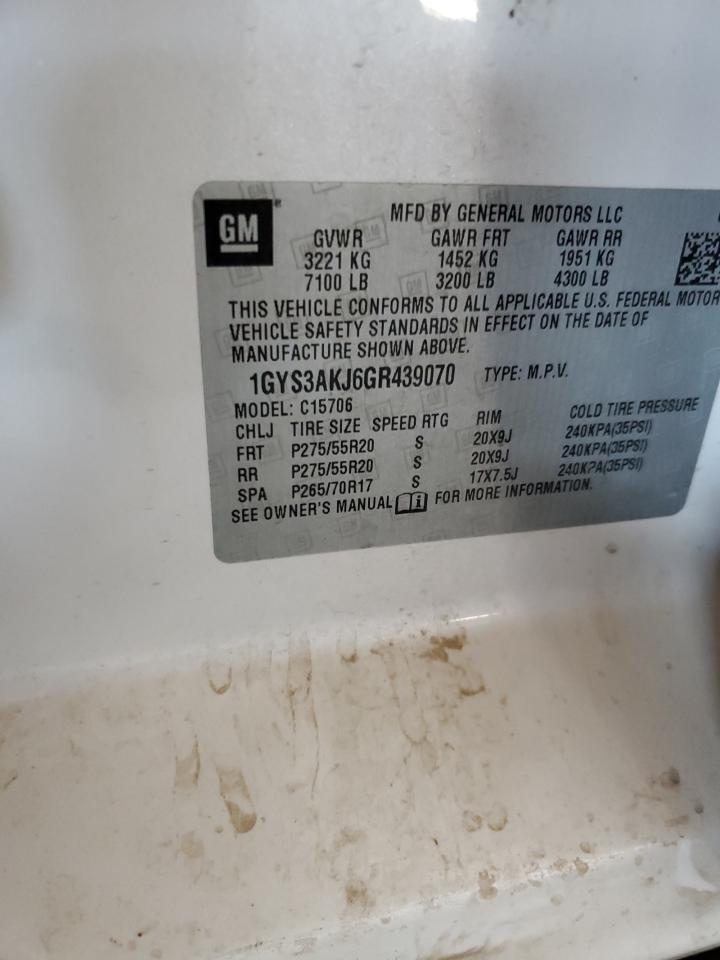 GM
MFD BY GENERAL MOTORS LLC
GVWR GAWR FRT GAWR RR
3221 KG 1452 KG 1951 KG
7100 LB 3200 LB 4300 LB
THIS VEHICLE CONFORMS TO ALL APPLICABLE U.S. FEDERAL MOTOR
VEHICLE SAFETY STANDARDS IN EFFECT ON THE DATE OF
MANUFACTURE SHOWN ABOVE.
1GYS3AKJ6GR439070 TYPE: M.P.V.
MODEL: C15706
CHLJ TIRE SIZE SPEED RTG RIM COLD TIRE PRESSURE
FRT P275/55R20 S 20X9J 240KPA(35PSI)
RR P275/55R20 S 20X9J 240KPA(35PSI)
SPA P265/70R17 S 17X7.5J 240KPA(35PSI)
SEE OWNER'S MANUAL i FOR MORE INFORMATION.